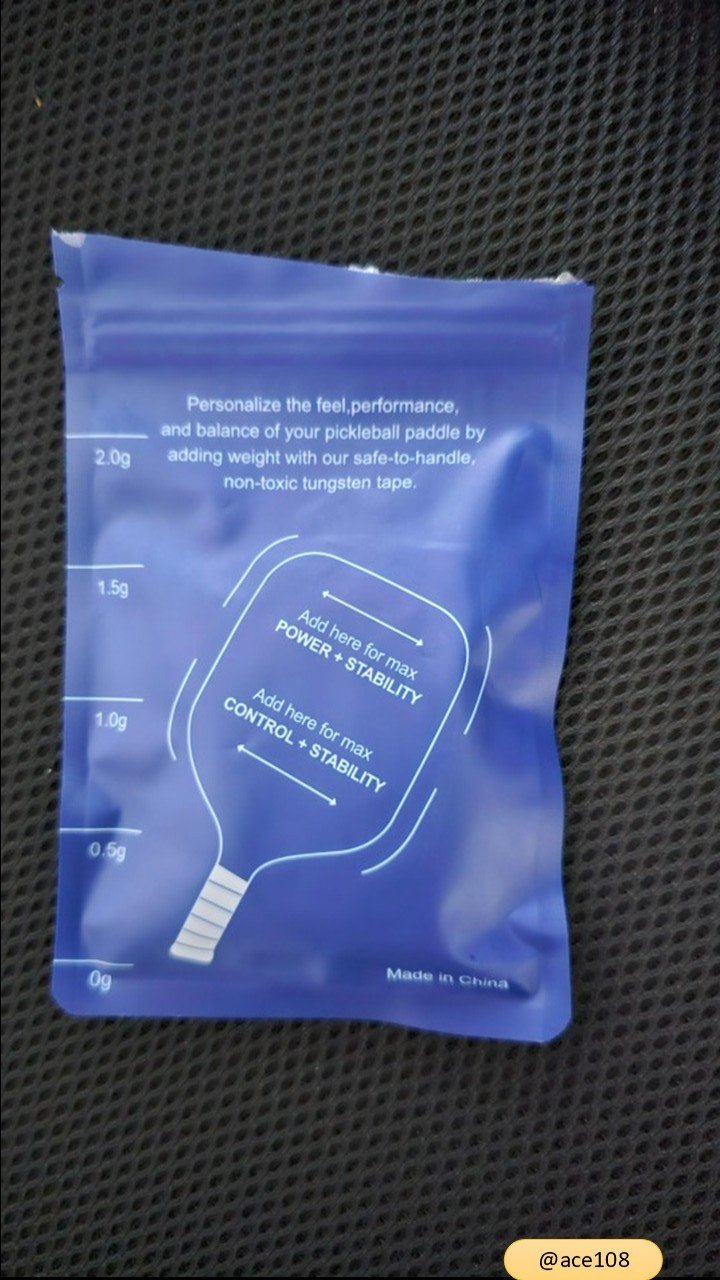 Personalize the feel,performance,
and balance of your pickleball paddle by
adding weight with our safe-to-handle,
non-toxic tungsten tape.
2.0g
1.5g
1.0g
0.5g
0g
Add here for max
POWER + STABILITY
Add here for max
CONTROL + STABILITY
Made in China
@ace108